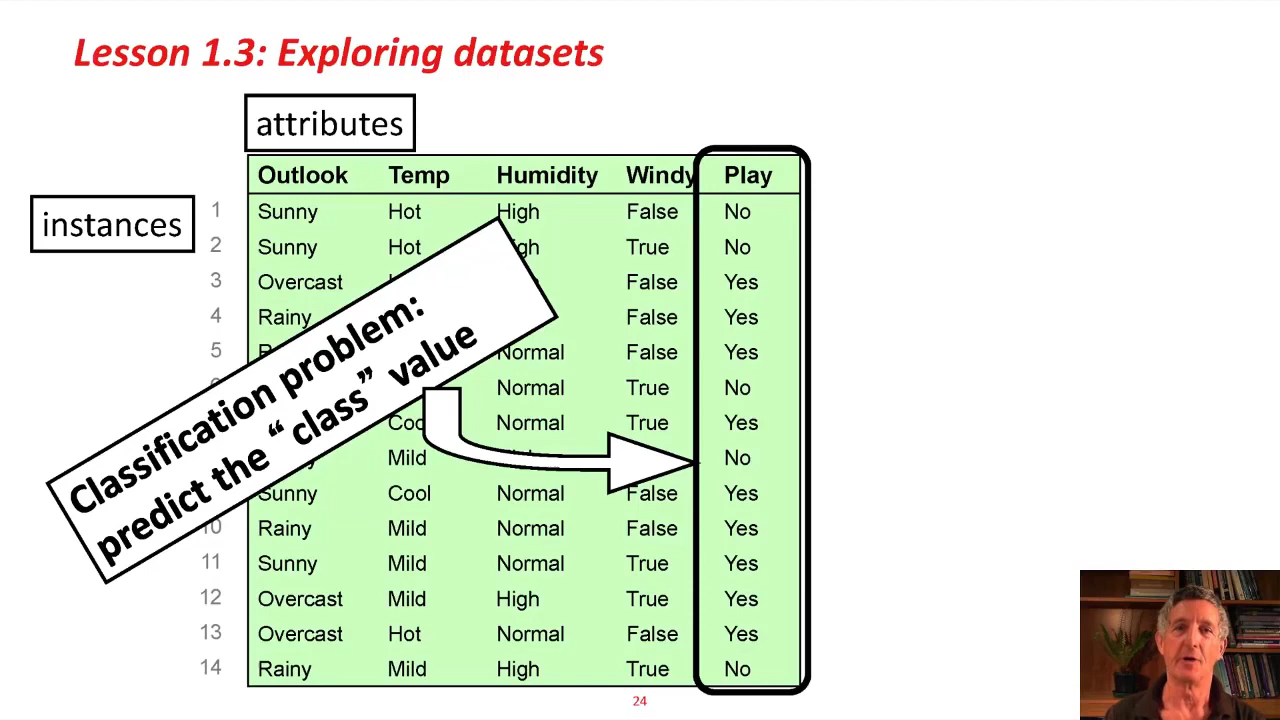 Lesson 1.3: Exploring datasets
attributes
Outlook Temp Humidity Windy Play
instances
1 Sunny Hot High False No
2 Sunny Hot High True No
3 Overcast False Yes
4 Rainy False Yes
5 Normal False Yes
Normal True No
Normal True Yes
Mild No
Sunny Cool Normal False Yes
10 Rainy Mild Normal False Yes
11 Sunny Mild Normal True Yes
12 Overcast Mild High True Yes
13 Overcast Hot Normal False Yes
14 Rainy Mild High True No
Classification problem:
predict the “ class” value
24